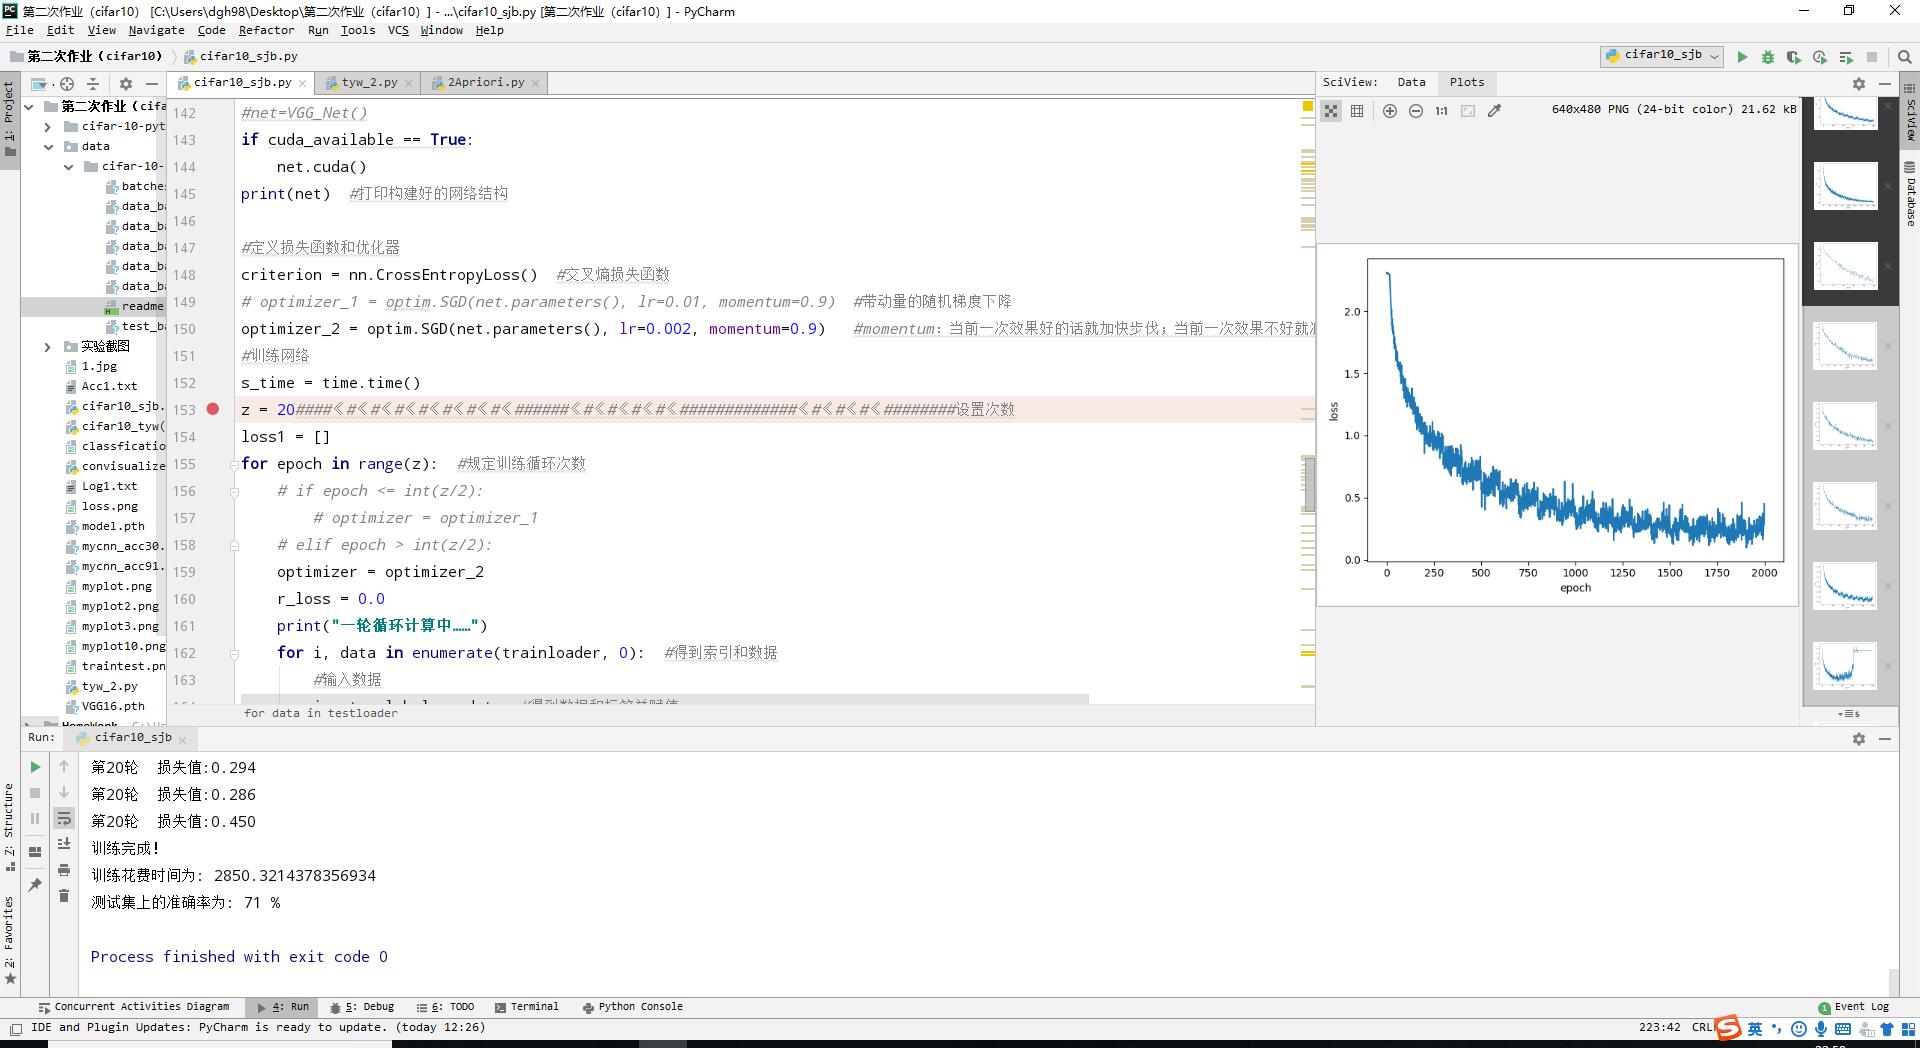 第二次作业（cifar10） [C:\Users\dgh98\Desktop\第二次作业（cifar10）] - ...\cifar10_sjb.py [第二次作业（cifar10）] - PyCharm
File Edit View Navigate Code Refactor Run Tools VCS Window Help
第二次作业（cifar10） cifar10_sjb.py
cifar10_sjb
cifar10_sjb.py tyw_2.py 2Apriori.py
SciView: Data Plots
1:1 640x480 PNG (24-bit color) 21.62 kB
1: Project
第二次作业（cifa
cifar-10-pyt
data
cifar-10-
batche
data_ba
data_ba
data_ba
data_ba
data_ba
readme
test_ba
实验截图
1.jpg
Acc1.txt
cifar10_sjb.
cifar10_tyw(
classficatio
convisualize
Log1.txt
loss.png
model.pth
mycnn_acc30.
mycnn_acc91.
myplot.png
myplot2.png
myplot3.png
myplot10.png
traintest.pn
tyw_2.py
VGG16.pth
142 #net=VGG_Net()
143 if cuda_available == True:
144 net.cuda()
145 print(net) #打印构建好的网络结构
146
147 #定义损失函数和优化器
148 criterion = nn.CrossEntropyLoss() #交叉熵损失函数
149 # optimizer_1 = optim.SGD(net.parameters(), lr=0.01, momentum=0.9) #带动量的随机梯度下降
150 optimizer_2 = optim.SGD(net.parameters(), lr=0.002, momentum=0.9) #momentum：当前一次效果好的话就加快步伐；当前一次效果不好就
151 #训练网络
152 s_time = time.time()
153 z = 20####《#《#《#《#《#《#《#《######《#《#《#《#《#############《#《#《#《########设置次数
154 loss1 = []
155 for epoch in range(z): #规定训练循环次数
156 # if epoch <= int(z/2):
157 # optimizer = optimizer_1
158 # elif epoch > int(z/2):
159 optimizer = optimizer_2
160 r_loss = 0.0
161 print("一轮循环计算中……")
162 for i, data in enumerate(trainloader, 0): #得到索引和数据
163 #输入数据
for data in testloader
2.0
1.5
1.0
0.5
0.0
loss
0 250 500 750 1000 1250 1500 1750 2000
epoch
5
SciView
Database
Run: cifar10_sjb
第20轮 损失值:0.294
第20轮 损失值:0.286
第20轮 损失值:0.450
训练完成!
训练花费时间为: 2850.3214378356934
测试集上的准确率为: 71 %
Process finished with exit code 0
Z: Structure
2: Favorites
Concurrent Activities Diagram 4: Run 5: Debug 6: TODO Terminal Python Console Event Log
IDE and Plugin Updates: PyCharm is ready to update. (today 12:26) 223:42 CRL 英